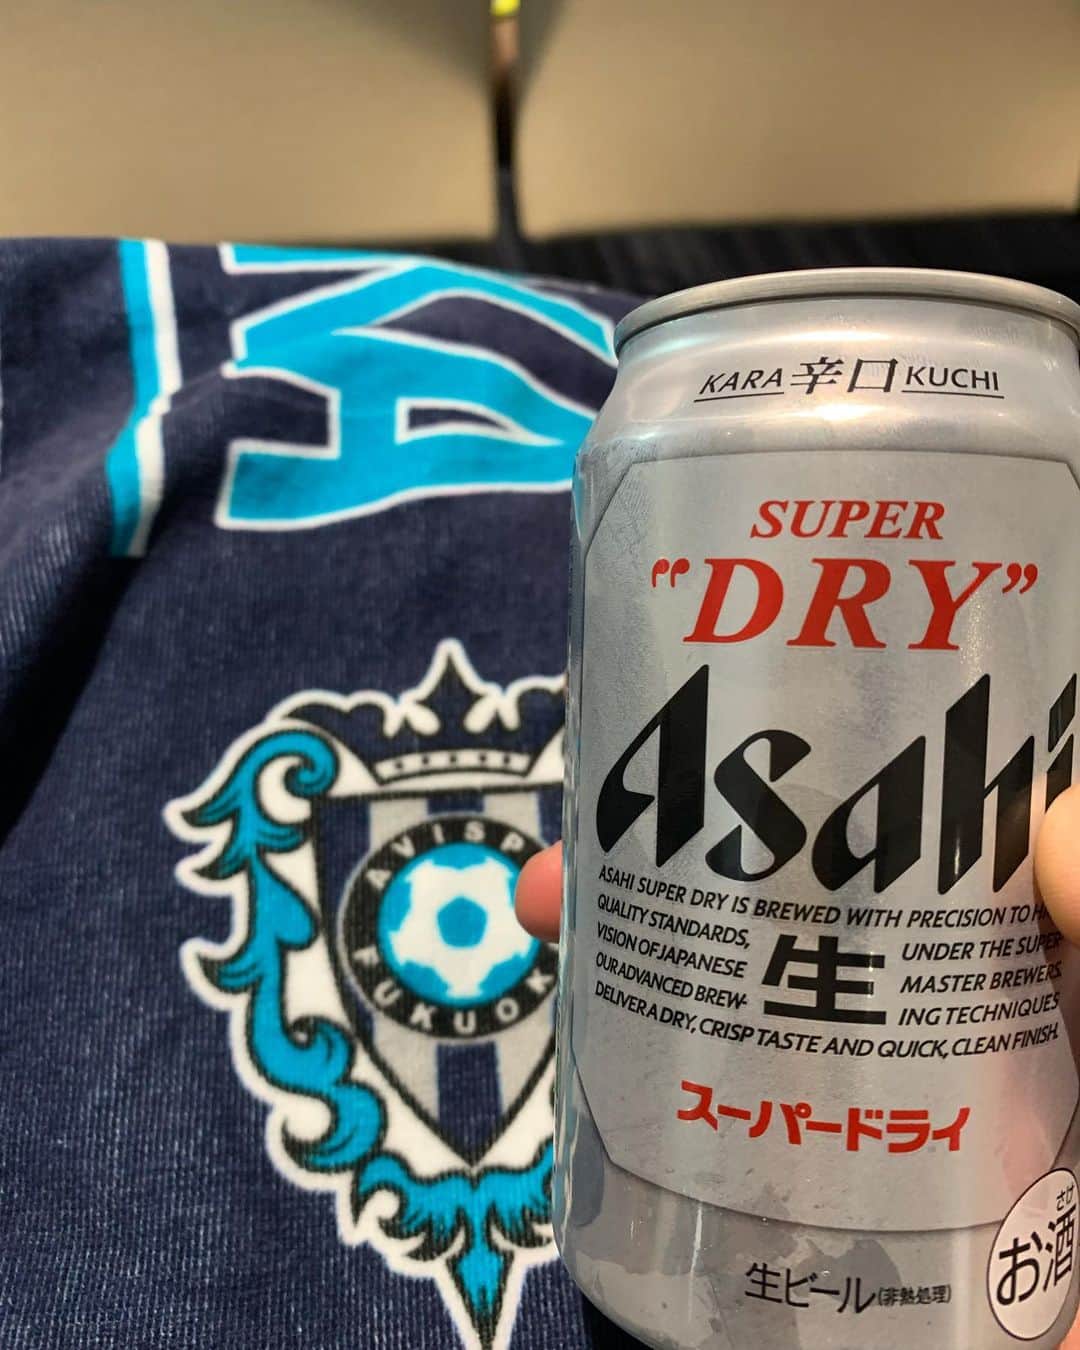 KARA 辛口 KUCHI
SUPER
"DRY"
Asahi
ASAHI SUPER DRY IS BREWED WITH PRECISION TO
QUALITY STANDARDS, UNDER THE SUPER-
VISION OF JAPANESE MASTER BREWERS.
OUR ADVANCED BREW- ING TECHNIQUES
DELIVER A DRY, CRISP TASTE AND QUICK, CLEAN FINISH.
生
スーパードライ
さけ
お酒
生ビール(非熱処理)
AVISP
FUKUOK